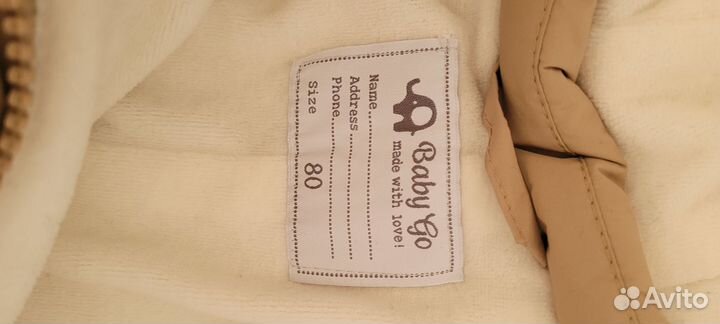 Baby Go
made with love!
Name
Address
Phone
Size 80
Avito